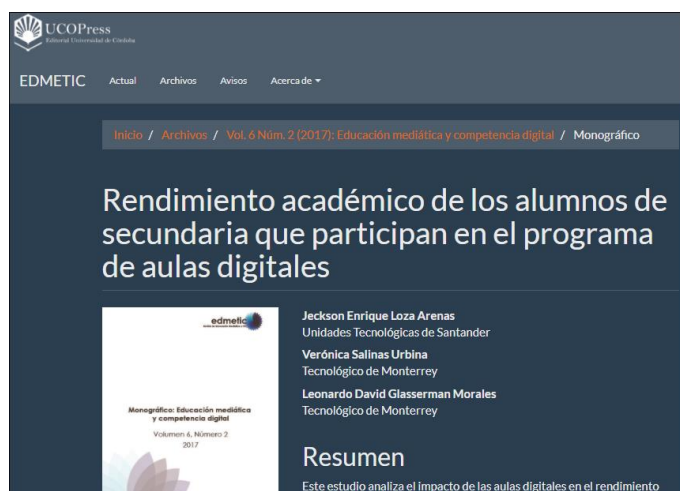 UCOPress
Editorial Universidad de Córdoba
EDMETIC Actual Archivos Avisos Acerca de
Inicio / Archivos / Vol. 6 Núm. 2 (2017): Educación mediática y competencia digital / Monográfico
Rendimiento académico de los alumnos de
secundaria que participan en el programa
de aulas digitales
edmetic
Monográfico: Educación mediática
y competencia digital
Volumen 6, Número 2
2017
Jeckson Enrique Loza Arenas
Unidades Tecnológicas de Santander
Verónica Salinas Urbina
Tecnológico de Monterrey
Leonardo David Glasserman Morales
Tecnológico de Monterrey
Resumen
Este estudio analiza el impacto de las aulas digitales en el rendimiento